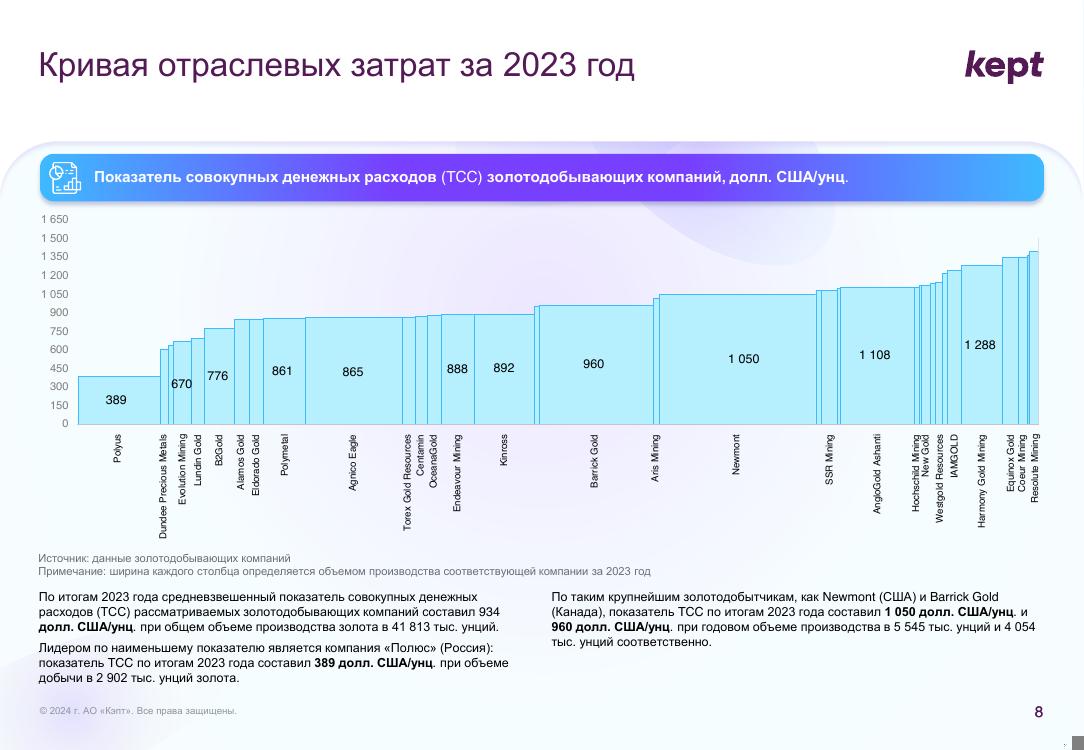 Кривая отраслевых затрат за 2023 год
kept
Показатель совокупных денежных расходов (TCC) золотодобывающих компаний, долл. США/унц.
1 650
1 500
1 350
1 200
1 050
900
750
600
450
300
150
0
389
670
776
861
865
888
892
960
1 050
1 108
1 288
Polyus
Dundee Precious Metals
Evolution Mining
Lundin Gold
B2Gold
Alamos Gold
Eldorado Gold
Polymetal
Agnico Eagle
Torex Gold Resources
Centamin
OceanaGold
Endeavour Mining
Kinross
Barrick Gold
Aris Mining
Newmont
SSR Mining
AngloGold Ashanti
Hochschild Mining
New Gold
Westgold Resources
IAMGOLD
Harmony Gold Mining
Equinox Gold
Coeur Mining
Resolute Mining
Источник: данные золотодобывающих компаний
Примечание: ширина каждого столбца определяется объемом производства соответствующей компании за 2023 год
По итогам 2023 года средневзвешенный показатель совокупных денежных
расходов (TCC) рассматриваемых золотодобывающих компаний составил 934
долл. США/унц. при общем объеме производства золота в 41 813 тыс. унций.
Лидером по наименьшему показателю является компания «Полюс» (Россия):
показатель TCC по итогам 2023 года составил 389 долл. США/унц. при объеме
добычи в 2 902 тыс. унций золота.
По таким крупнейшим золотодобытчикам, как Newmont (США) и Barrick Gold
(Канада), показатель TCC по итогам 2023 года составил 1 050 долл. США/унц. и
960 долл. США/унц. при годовом объеме производства в 5 545 тыс. унций и 4 054
тыс. унций соответственно.
© 2024 г. АО «Кэпт». Все права защищены.
8